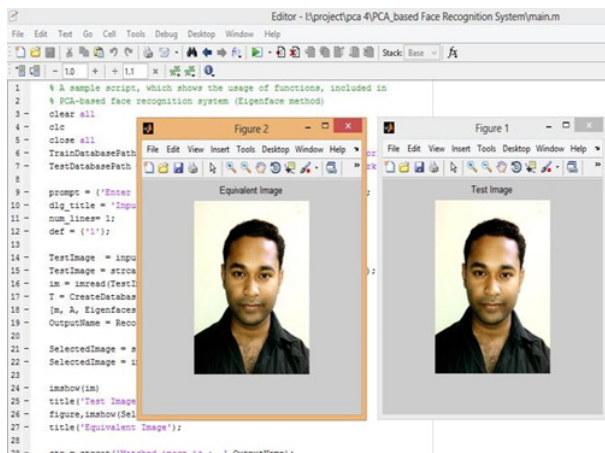 Editor - I:\project\pca 4\PCA_based Face Recognition System\main.m
File Edit Text Go Cell Tools Debug Desktop Window Help
Stack: Base fx
- 1.0 + ÷ 1.1 ×
1 % A sample script, which shows the usage of functions, included in
2 % PCA-based face recognition system (Eigenface method)
3 - clear all
4 - clc
5 - close all
6 - TrainDatabasePath
7 - TestDatabasePath
8
9 - prompt = {'Enter
10 - dlg_title = 'Inpu
11 - num_lines= 1;
12 - def = {'1'};
13
14 - TestImage = inpu
15 - TestImage = strca );
16 - im = imread(TestI
17 - T = CreateDatabas
18 - [m, A, Eigenfaces
19 - OutputName = Reco
20
21 - SelectedImage = s
22 - SelectedImage = i
23
24 - imshow(im)
25 - title('Test Image
26 - figure,imshow(Sel
27 - title('Equivalent Image');
28
Figure 2
File Edit View Insert Tools Desktop Window Help
Equivalent Image
Figure 1
File Edit View Insert Tools Desktop Window Help
Test Image